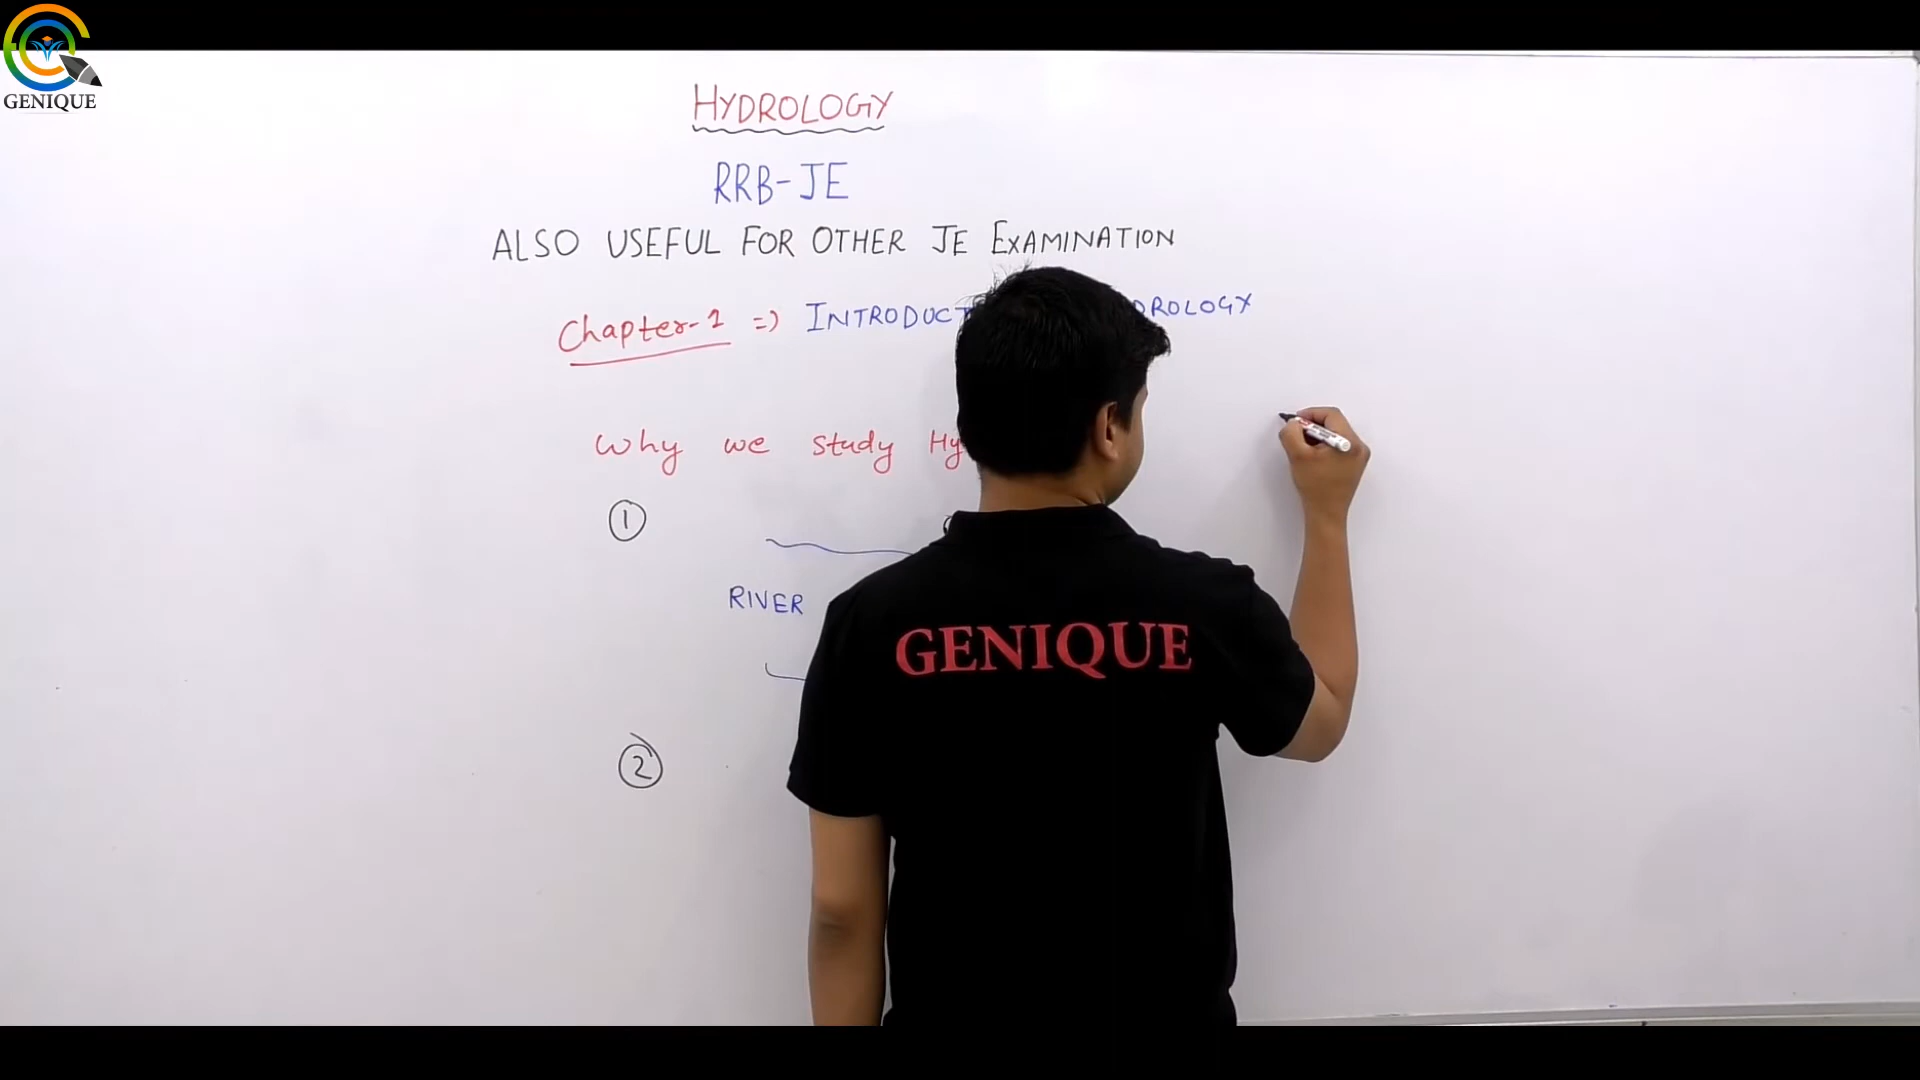 GENIQUE
HYDROLOGY
RRB-JE
ALSO USEFUL FOR OTHER JE EXAMINATION
Chapter-1 => INTRODUCT DROLOGY
Why we study Hy
1
RIVER
GENIQUE
2